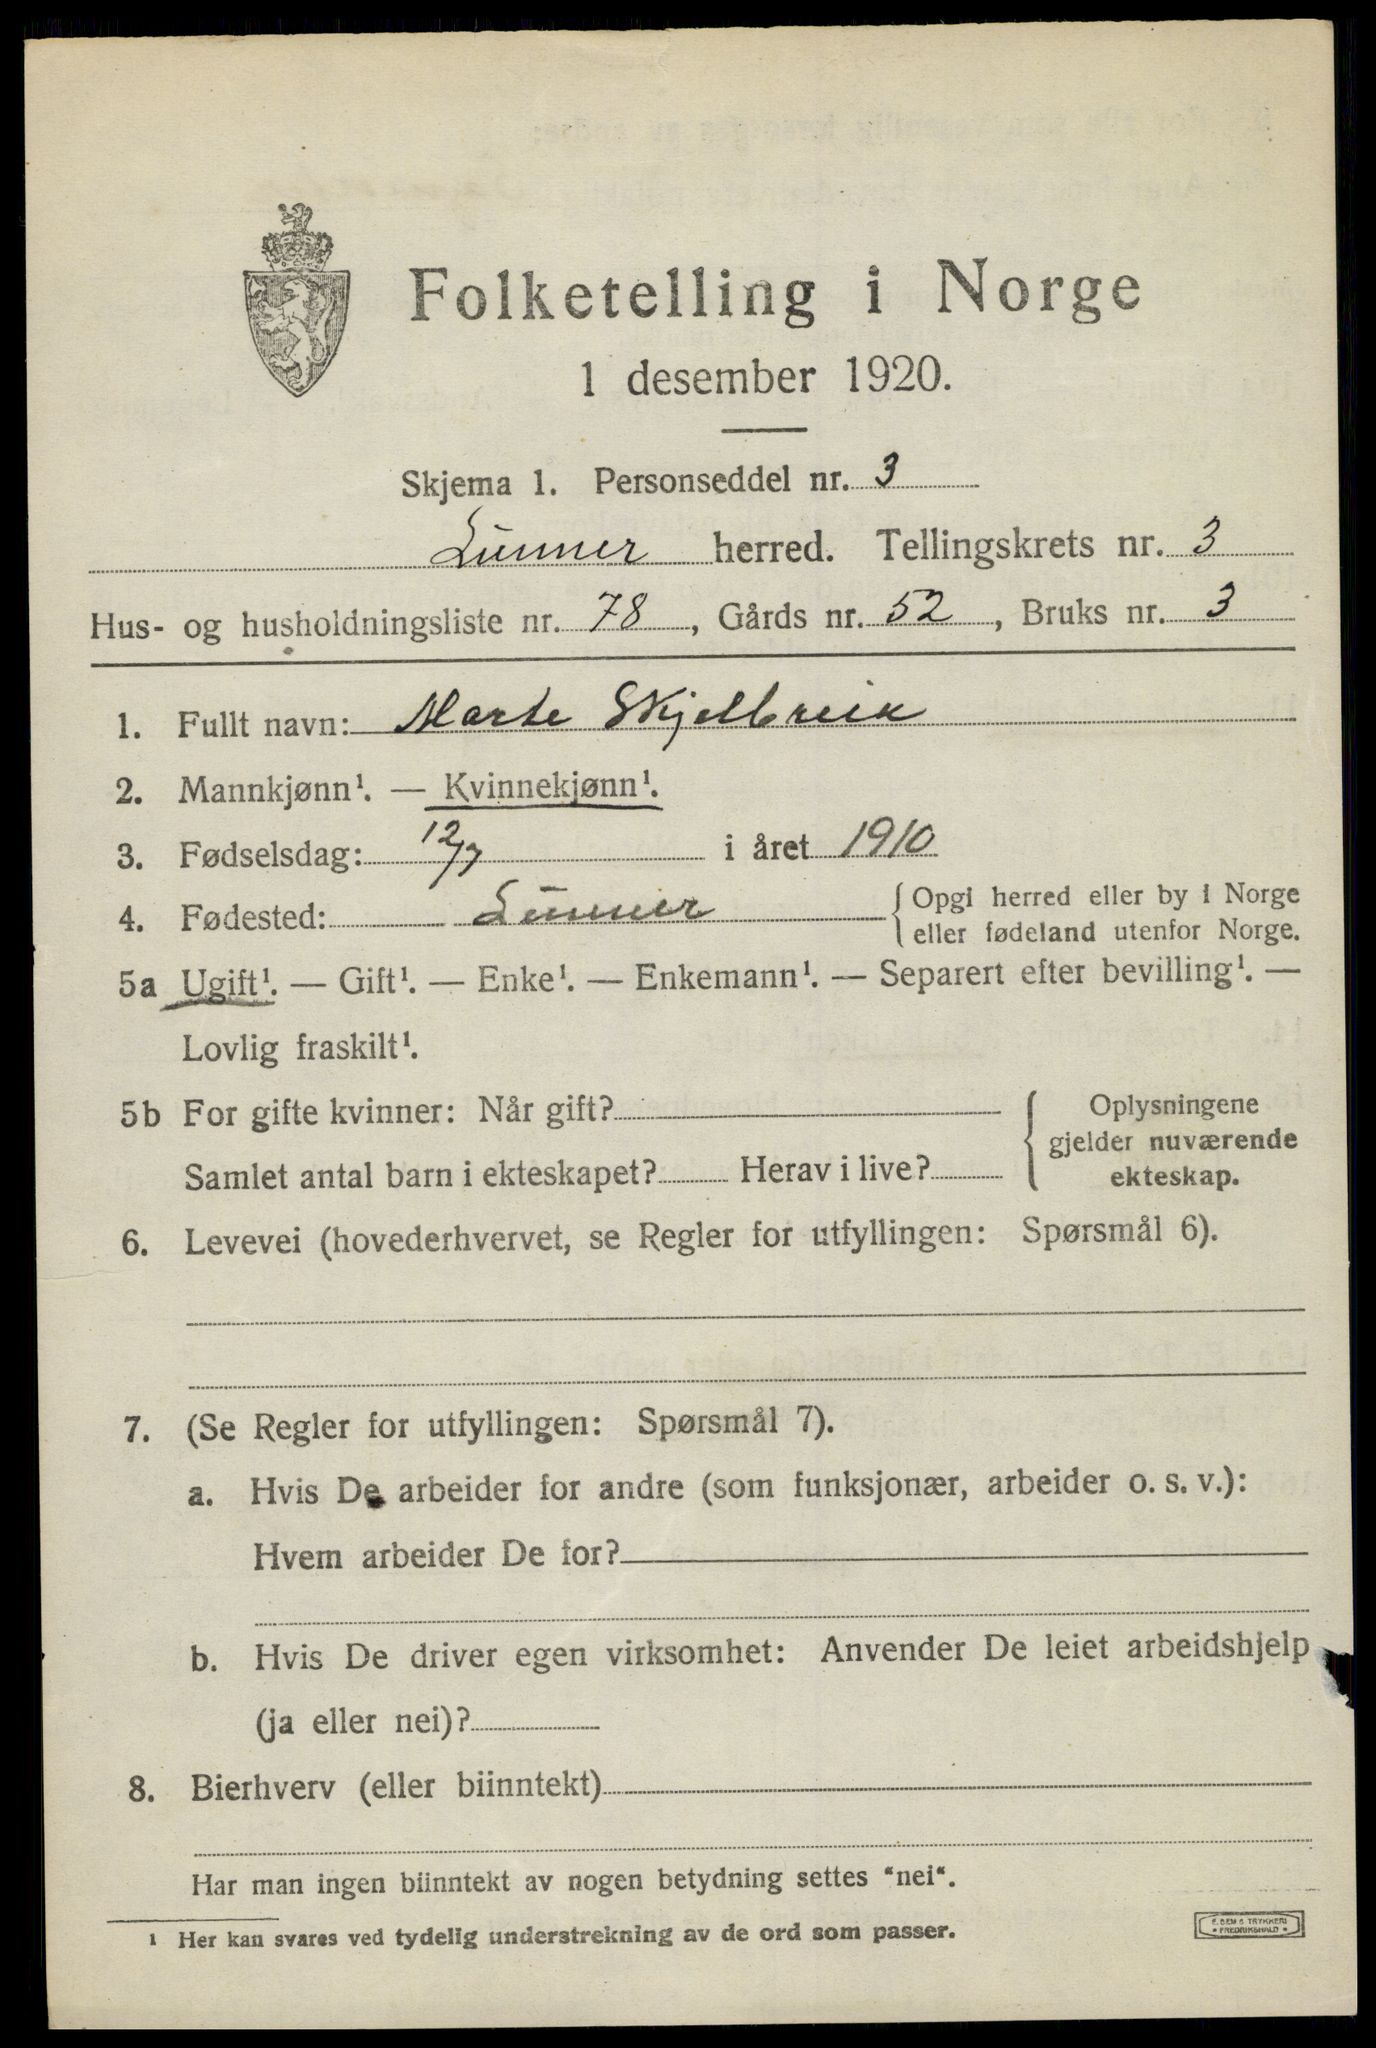 Folketelling i Norge
1 desember 1920.
Skjema 1. Personseddel nr. 3
Lunner herred. Tellingskrets nr. 3
Hus- og husholdningsliste nr. 78, Gårds nr. 52, Bruks nr. 3
1. Fullt navn: Marte Skjelbreia
2. Mannkjønn¹. — Kvinnekjønn¹.
3. Fødselsdag: 12/7 i året 1910
4. Fødested: Lunner { Opgi herred eller by i Norge
eller fødeland utenfor Norge.
5a Ugift¹. — Gift¹. — Enke¹. — Enkemann¹. — Separert efter bevilling¹. —
Lovlig fraskilt¹.
5b For gifte kvinner: Når gift?
Samlet antal barn i ekteskapet? Herav i live?
Oplysningene
gjelder nuværende
ekteskap.
6. Levevei (hovederhvervet, se Regler for utfyllingen: Spørsmål 6).
7. (Se Regler for utfyllingen: Spørsmål 7).
a. Hvis De arbeider for andre (som funksjonær, arbeider o. s. v.):
Hvem arbeider De for?
b. Hvis De driver egen virksomhet: Anvender De leiet arbeidshjelp
(ja eller nei)?
8. Bierhverv (eller biinntekt)
Har man ingen biinntekt av nogen betydning settes "nei".
¹ Her kan svares ved tydelig understrekning av de ord som passer.
TRYKKERI
FREDRIKSHALD